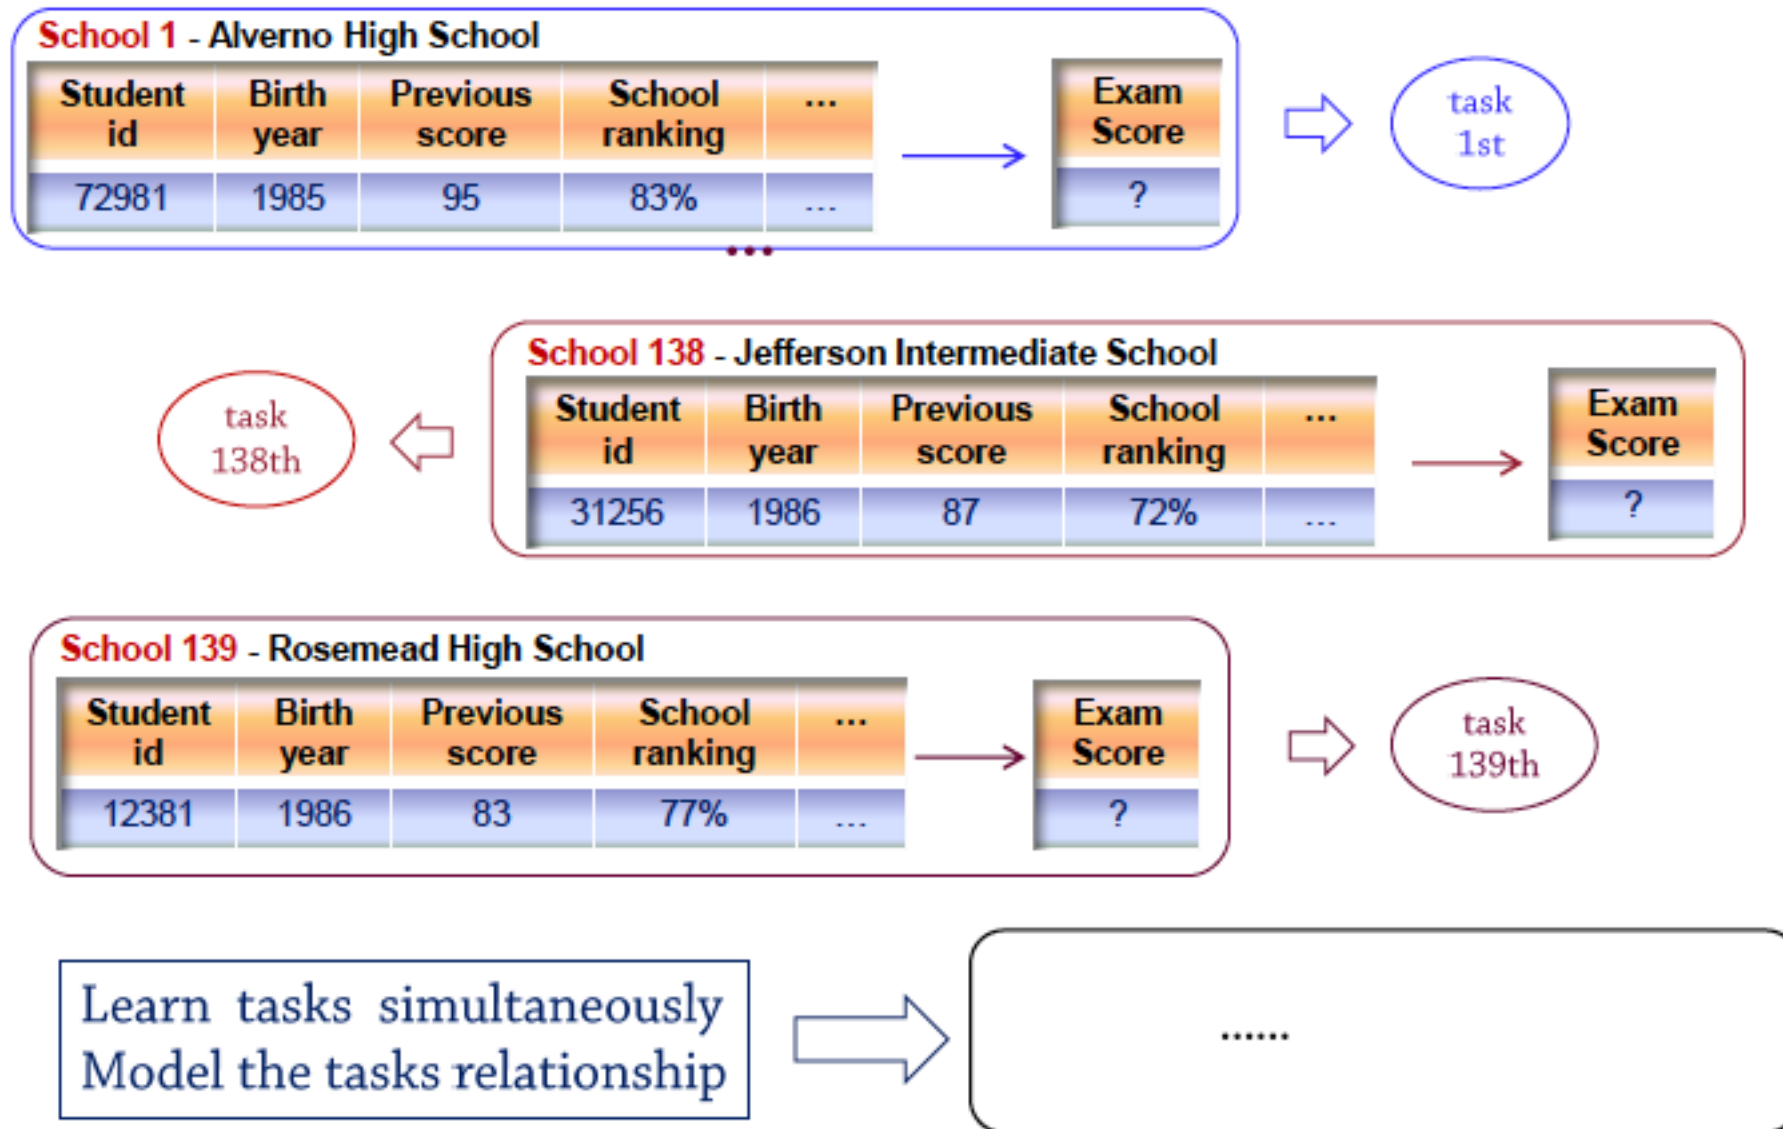 School 1 - Alverno High School
Student id Birth year Previous score School ranking ... Exam Score
72981 1985 95 83% ... ?
task
1st
...
School 138 - Jefferson Intermediate School
task
138th
Student id Birth year Previous score School ranking ... Exam Score
31256 1986 87 72% ... ?
School 139 - Rosemead High School
Student id Birth year Previous score School ranking ... Exam Score
12381 1986 83 77% ... ?
task
139th
Learn tasks simultaneously
Model the tasks relationship
......